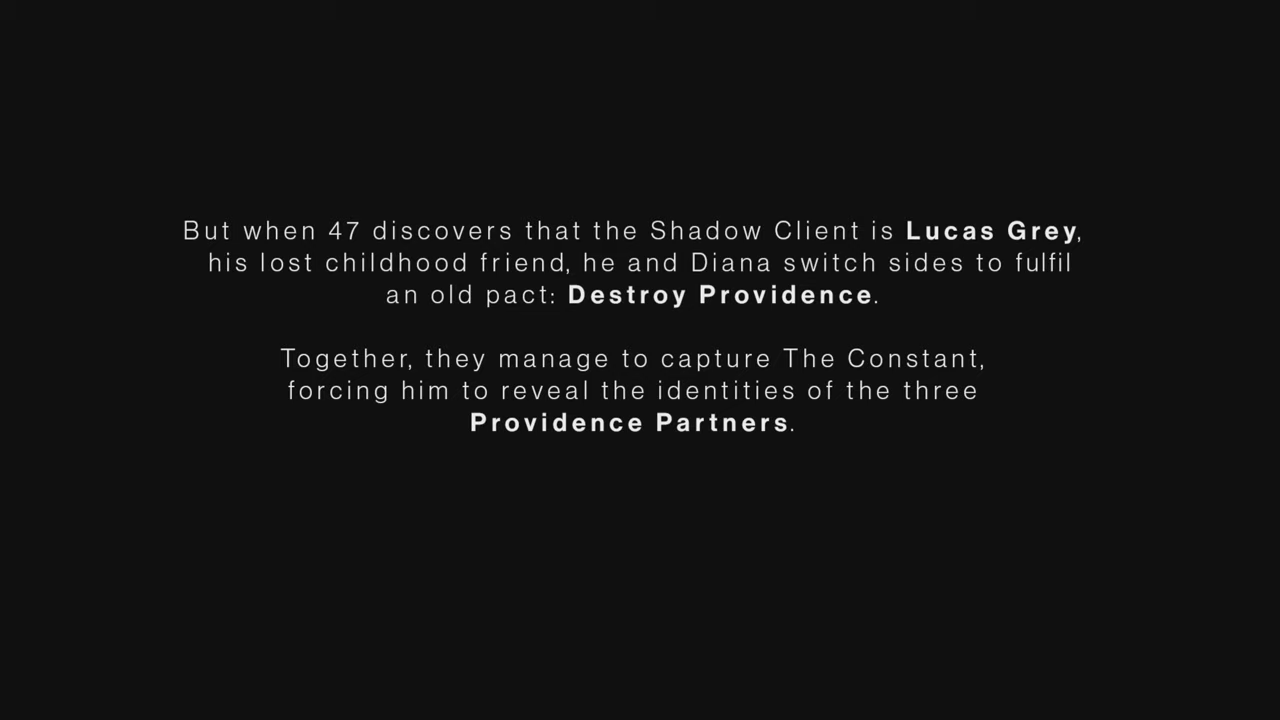 But when 47 discovers that the Shadow Client is Lucas Grey,
his lost childhood friend, he and Diana switch sides to fulfil
an old pact: Destroy Providence.
Together, they manage to capture The Constant,
forcing him to reveal the identities of the three
Providence Partners.